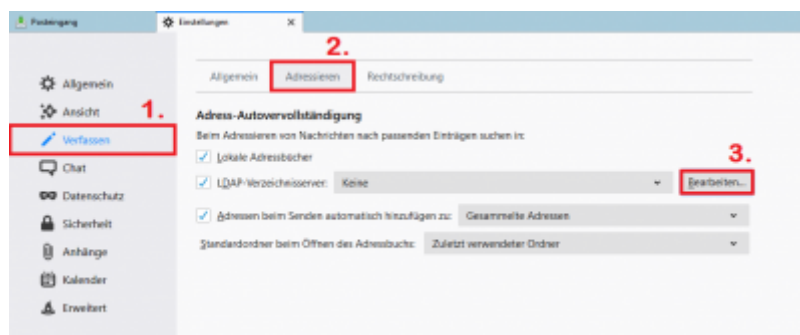 Posteingang
Einstellungen
×
2.
Allgemein
Adressieren
Rechtschreibung
Allgemein
Ansicht
1.
Verfassen
Chat
Datenschutz
Sicherheit
Anhänge
Kalender
Erweitert
Adress-Autovervollständigung
Beim Adressieren von Nachrichten nach passenden Einträgen suchen in:
Lokale Adressbücher
3.
LDAP-Verzeichnisserver: Keine
Bearbeiten...
Adressen beim Senden automatisch hinzufügen zu: Gesammelte Adressen
Standardordner beim Öffnen des Adressbuchs: Zuletzt verwendeter Ordner